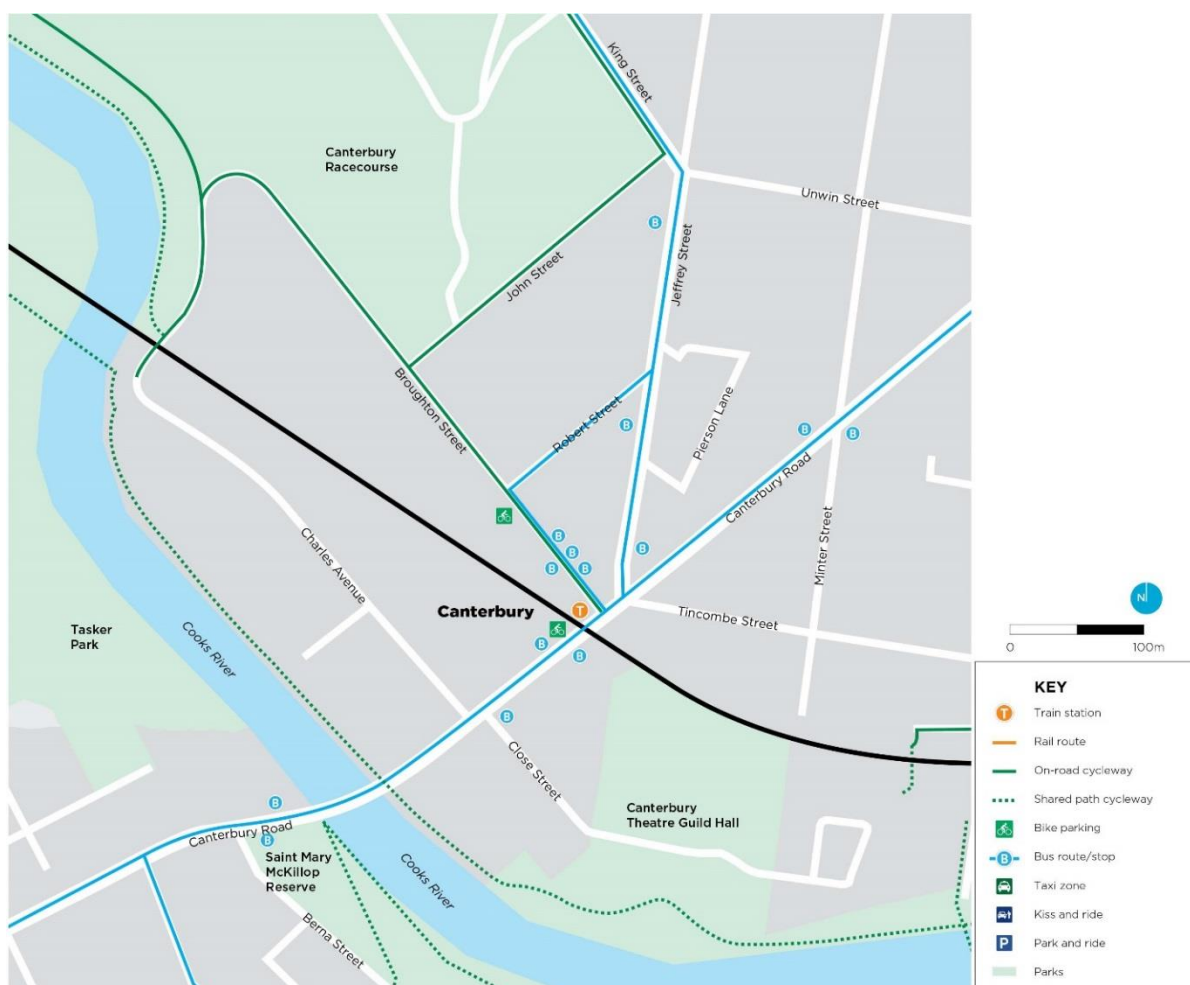 King Street
Canterbury
Racecourse
Unwin Street
B
John Street
Jeffrey Street
Broughton Street
Robert Street
B
Pierson Lane
B
B
Canterbury Road
Minter Street
Charles Avenue
B
B
B
B
B
Canterbury
T
Tincombe Street
B
B
Tasker
Park
Cooks River
B
Close Street
Canterbury
Theatre Guild Hall
B
Canterbury Road
B
Saint Mary
McKillop
Reserve
Cooks River
Berna Street
N
0 100m
KEY
T Train station
Rail route
On-road cycleway
Shared path cycleway
Bike parking
B Bus route/stop
Taxi zone
Kiss and ride
P Park and ride
Parks